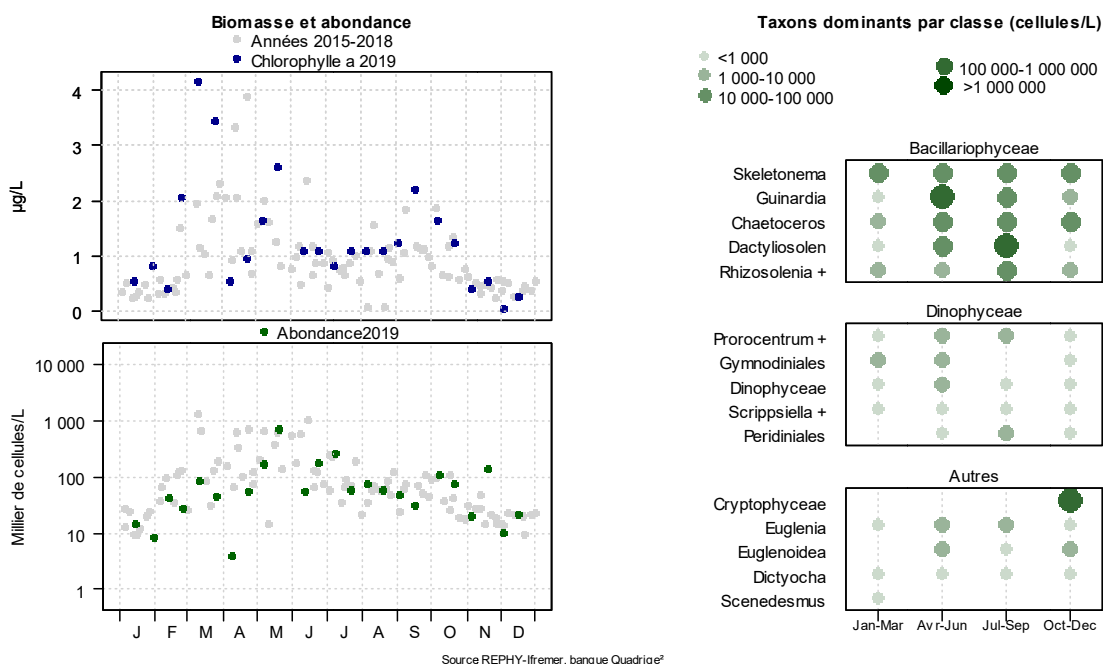 Biomasse et abondance
Années 2015-2018
Chlorophylle a 2019
µg/L
4
3
2
1
0
Abondance2019
Millier de cellules/L
10 000
1 000
100
10
1
J F M A M J J A S O N D
Taxons dominants par classe (cellules/L)
<1 000
1 000-10 000
10 000-100 000
100 000-1 000 000
>1 000 000
Bacillariophyceae
Skeletonema
Guinardia
Chaetoceros
Dactyliosolen
Rhizosolenia +
Dinophyceae
Prorocentrum +
Gymnodiniales
Dinophyceae
Scrippsiella +
Peridiniales
Autres
Cryptophyceae
Euglenia
Euglenoidea
Dictyocha
Scenedesmus
Jan-Mar Avr-Jun Jul-Sep Oct-Dec
Source REPHY-Ifremer, banque Quadrige²